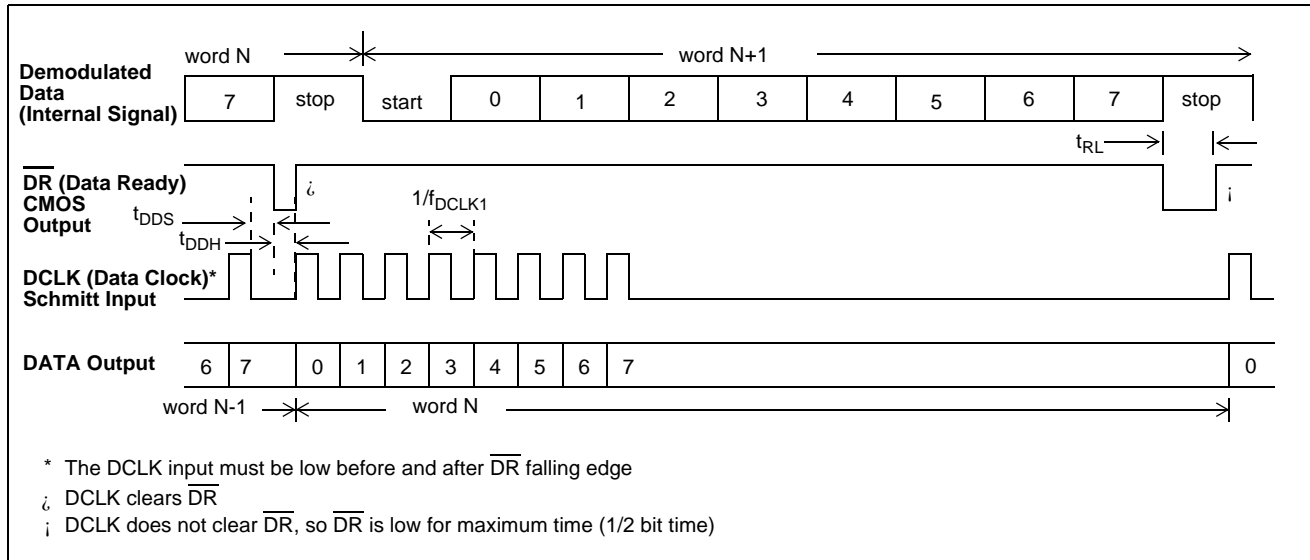 word N
word N+1
Demodulated
Data
(Internal Signal)
7 stop start 0 1 2 3 4 5 6 7 stop
tRL
DR (Data Ready)
CMOS
Output
¿
¡
tDDS
1/fDCLK1
tDDH
DCLK (Data Clock)*
Schmitt Input
DATA Output
6 7 0 1 2 3 4 5 6 7 0
word N-1
word N
* The DCLK input must be low before and after DR falling edge
¿ DCLK clears DR
¡ DCLK does not clear DR, so DR is low for maximum time (1/2 bit time)